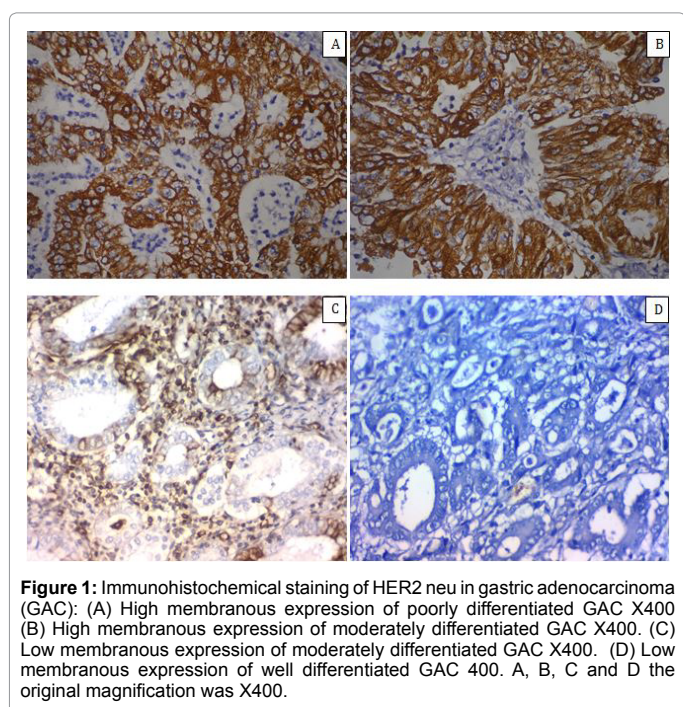 A
B
C
D
Figure 1: Immunohistochemical staining of HER2 neu in gastric adenocarcinoma
(GAC): (A) High membranous expression of poorly differentiated GAC X400
(B) High membranous expression of moderately differentiated GAC X400. (C)
Low membranous expression of moderately differentiated GAC X400. (D) Low
membranous expression of well differentiated GAC 400. A, B, C and D the
original magnification was X400.